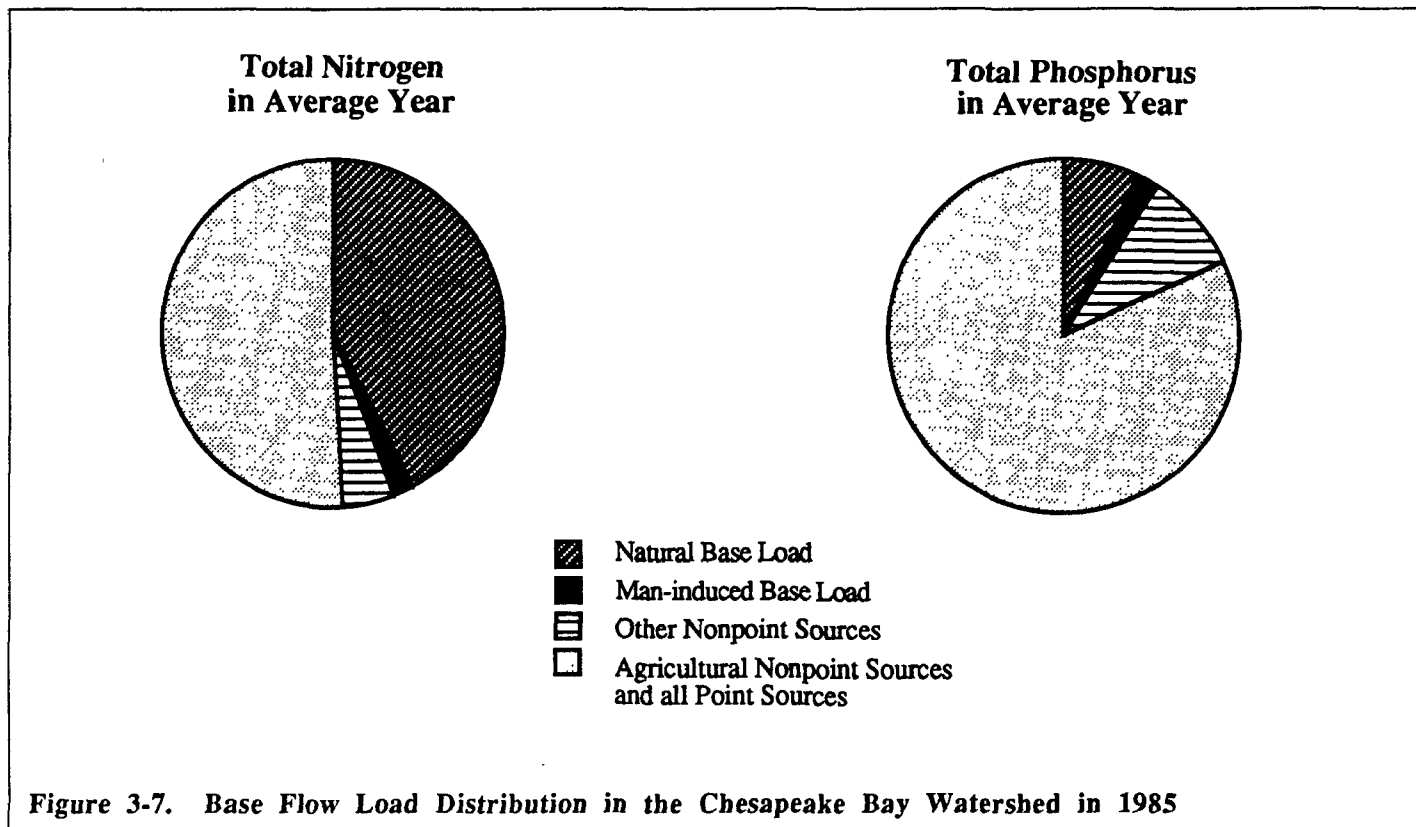 Total Nitrogen
in Average Year
Total Phosphorus
in Average Year
Natural Base Load
Man-induced Base Load
Other Nonpoint Sources
Agricultural Nonpoint Sources
and all Point Sources
Figure 3-7. Base Flow Load Distribution in the Chesapeake Bay Watershed in 1985